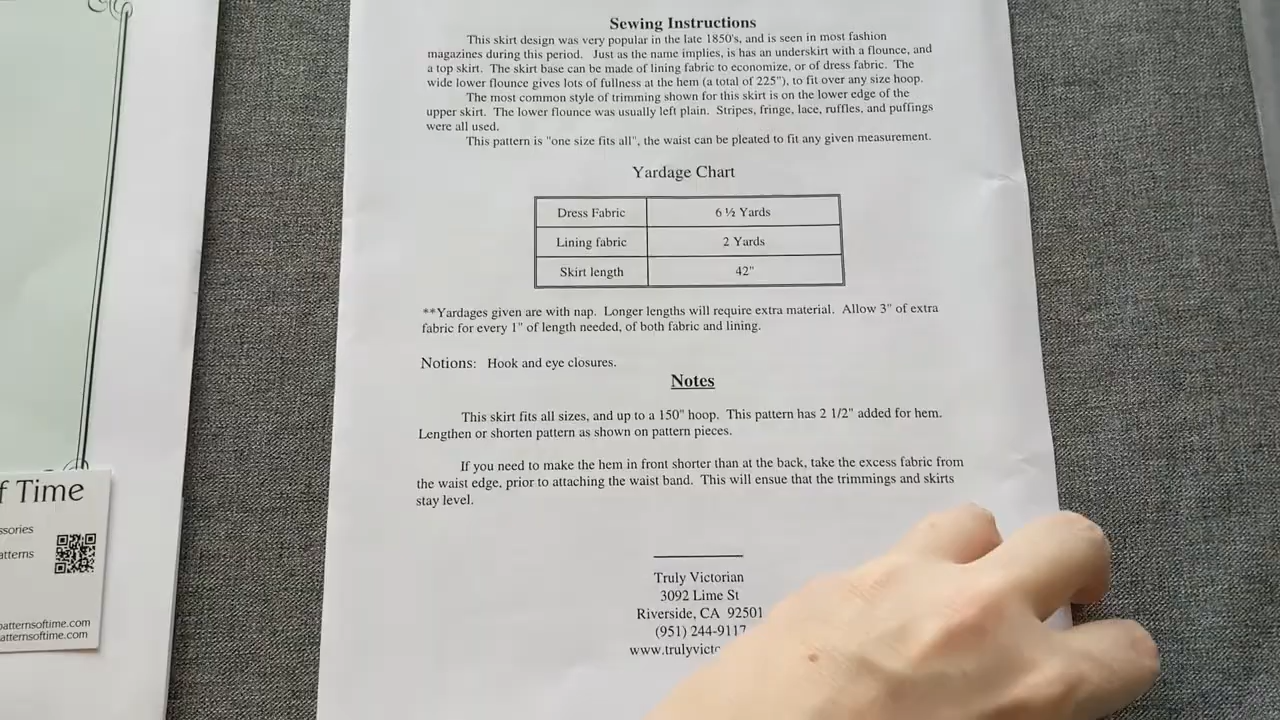 Sewing Instructions
This skirt design was very popular in the late 1850's, and is seen in most fashion
magazines during this period. Just as the name implies, is has an underskirt with a flounce, and
a top skirt. The skirt base can be made of lining fabric to economize, or of dress fabric. The
wide lower flounce gives lots of fullness at the hem (a total of 225"), to fit over any size hoop.
The most common style of trimming shown for this skirt is on the lower edge of the
upper skirt. The lower flounce was usually left plain. Stripes, fringe, lace, ruffles, and puffings
were all used.
This pattern is "one size fits all", the waist can be pleated to fit any given measurement.
Yardage Chart
Dress Fabric 6 ½ Yards
Lining fabric 2 Yards
Skirt length 42"
**Yardages given are with nap. Longer lengths will require extra material. Allow 3" of extra
fabric for every 1" of length needed, of both fabric and lining.
Notions: Hook and eye closures.
Notes
This skirt fits all sizes, and up to a 150" hoop. This pattern has 2 1/2" added for hem.
Lengthen or shorten pattern as shown on pattern pieces.
If you need to make the hem in front shorter than at the back, take the excess fabric from
the waist edge, prior to attaching the waist band. This will ensue that the trimmings and skirts
stay level.
Truly Victorian
3092 Lime St
Riverside, CA 92501
(951) 244-9117
www.trulyvict
f Time
ssories
atterns
patternsoftime.com
atternsoftime.com